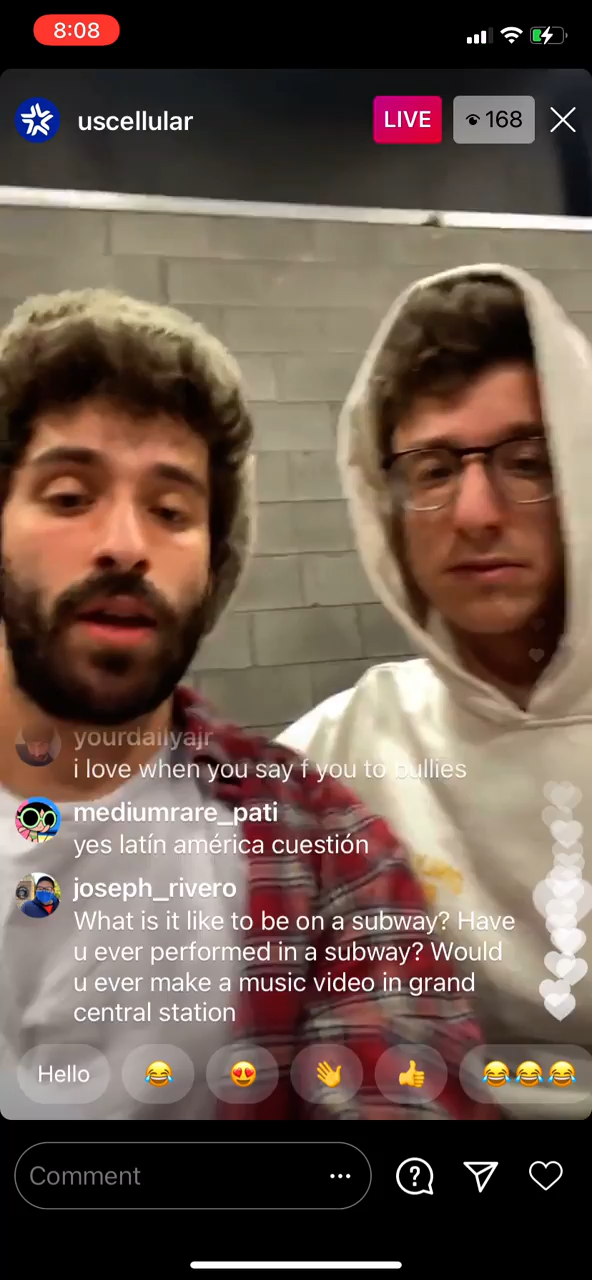 8:08
uscellular
LIVE
168
yourdailyajr
i love when you say f you to bullies
mediumrare_pati
yes latín américa cuestión
joseph_rivero
What is it like to be on a subway? Have
u ever performed in a subway? Would
u ever make a music video in grand
central station
Hello
Comment